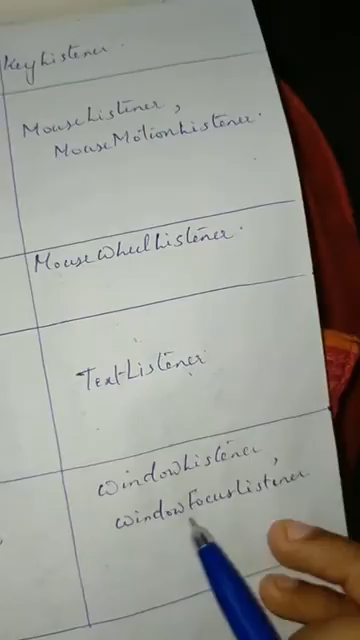 KeyListener.
MouseListener,
MouseMotionListener.
MouseWheelListener.
TextListener
WindowListener,
WindowFocusListener